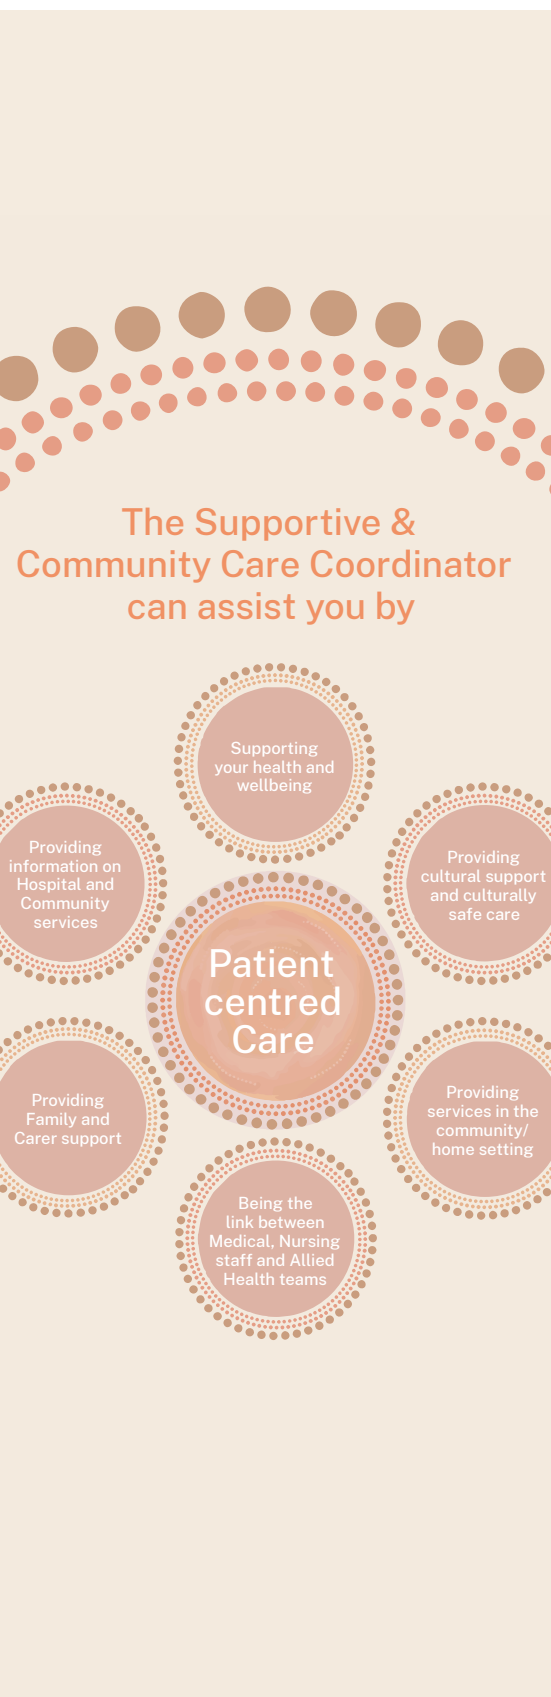 The Supportive &
Community Care Coordinator
can assist you by
Supporting
your health and
wellbeing
Providing
information on
Hospital and
Community
services
Providing
cultural support
and culturally
safe care
Patient
centred
Care
Providing
Family and
Carer support
Providing
services in the
community/
home setting
Being the
link between
Medical, Nursing
staff and Allied
Health teams